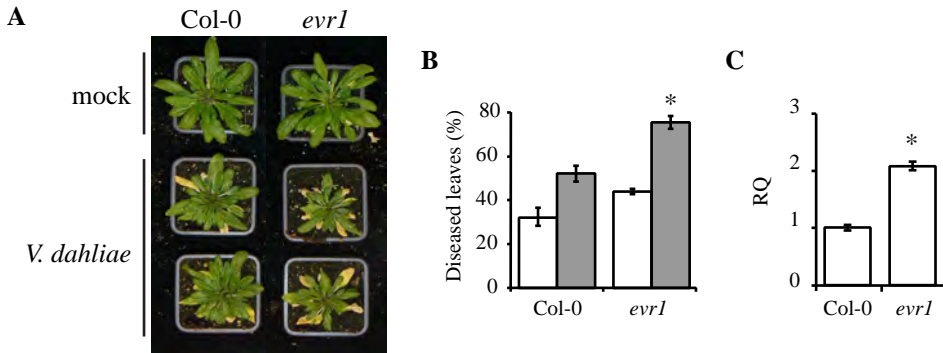 A
Col-0 evr1
mock
V. dahliae
B
Diseased leaves (%)
80
60
40
20
0
*
Col-0 evr1
C
RQ
3
2
1
0
*
Col-0 evr1